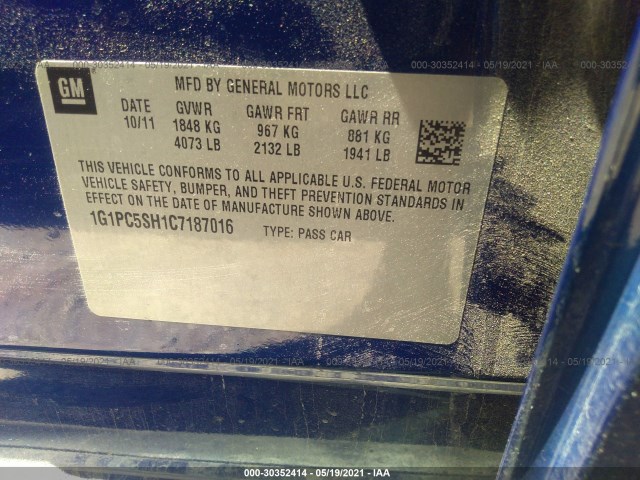 000-30352414 - 05/19/2021 - IAA
GM
MFD BY GENERAL MOTORS LLC
DATE GVWR GAWR FRT GAWR RR
10/11 1848 KG 967 KG 881 KG
4073 LB 2132 LB 1941 LB
THIS VEHICLE CONFORMS TO ALL APPLICABLE U.S. FEDERAL MOTOR
VEHICLE SAFETY, BUMPER, AND THEFT PREVENTION STANDARDS IN
EFFECT ON THE DATE OF MANUFACTURE SHOWN ABOVE.
1G1PC5SH1C7187016 TYPE: PASS CAR
000-30352414 - 05/19/2021 - IAA